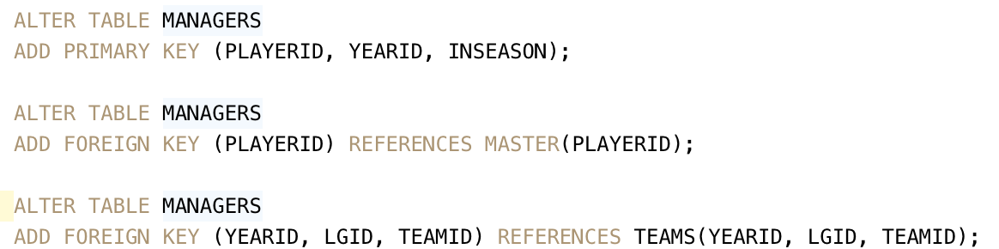 ALTER TABLE MANAGERS
ADD PRIMARY KEY (PLAYERID, YEARID, INSEASON);
ALTER TABLE MANAGERS
ADD FOREIGN KEY (PLAYERID) REFERENCES MASTER(PLAYERID);
ALTER TABLE MANAGERS
ADD FOREIGN KEY (YEARID, LGID, TEAMID) REFERENCES TEAMS(YEARID, LGID, TEAMID);